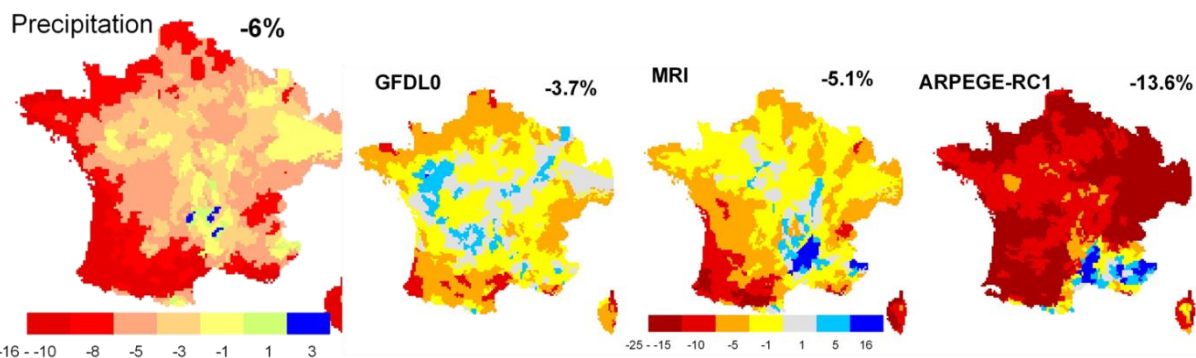 Precipitation -6%
GFDL0 -3.7%
MRI -5.1%
ARPEGE-RC1 -13.6%
-16 - -10 -8 -5 -3 -1 1 3
-25 - -15 -10 -5 -1 1 5 16